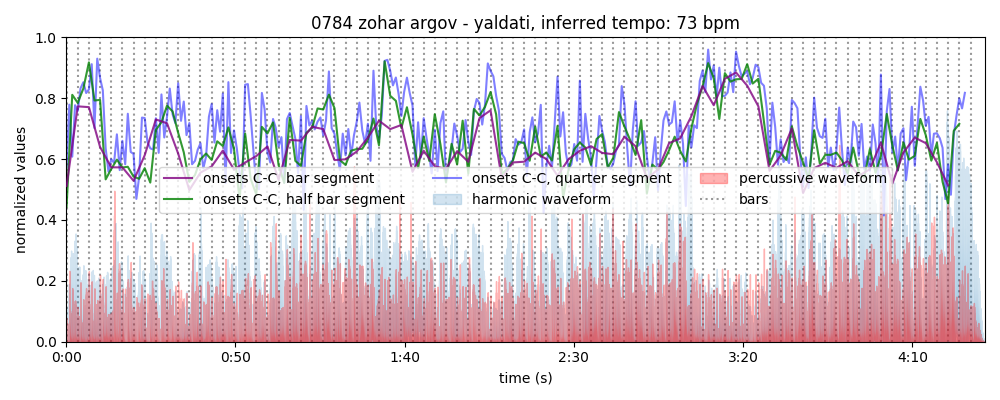 0784 zohar argov - yaldati, inferred tempo: 73 bpm
normalized values
1.0
0.8
0.6
0.4
0.2
0.0
onsets C-C, bar segment
onsets C-C, half bar segment
onsets C-C, quarter segment
harmonic waveform
percussive waveform
bars
0:00 0:50 1:40 2:30 3:20 4:10
time (s)